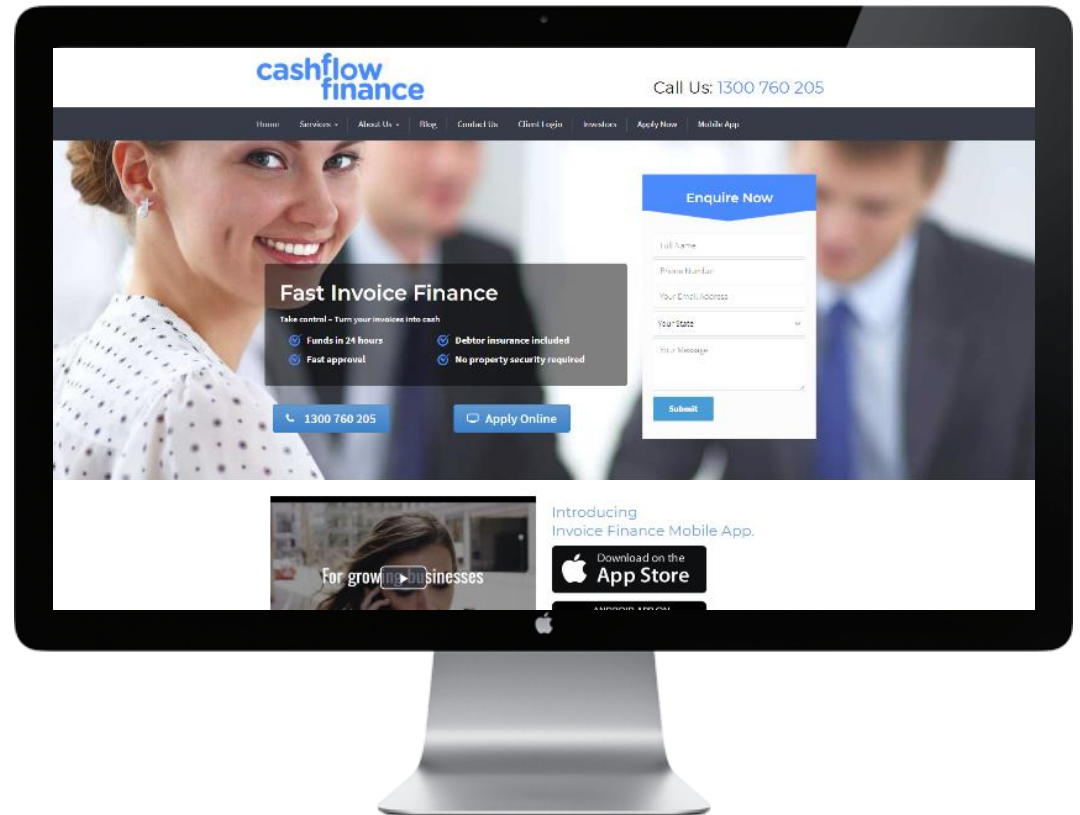 cashflow
finance
Call Us: 1300 760 205
Home Services About Us Blog Contact Us Client Login Investors Apply Now Mobile App
Enquire Now
Full Name
Phone Number
Your Email Address
Your State
Your Message
Submit
Fast Invoice Finance
Take control – Turn your invoices into cash
Funds in 24 hours
Debtor insurance included
Fast approval
No property security required
1300 760 205
Apply Online
For growing businesses
Introducing
Invoice Finance Mobile App.
Download on the
App Store
ANDROID APP ON